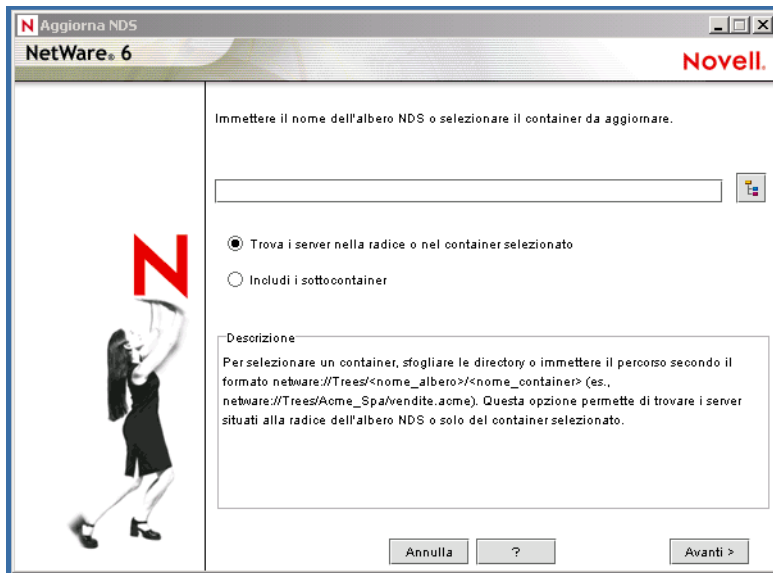 N Aggiorna NDS
NetWare® 6
Novell.
Immettere il nome dell'albero NDS o selezionare il container da aggiornare.
Trova i server nella radice o nel container selezionato
Includi i sottocontainer
Descrizione
Per selezionare un container, sfogliare le directory o immettere il percorso secondo il
formato netware://Trees/<nome_albero>/<nome_container> (es.,
netware://Trees/Acme_Spa/vendite.acme). Questa opzione permette di trovare i server
situati alla radice dell'albero NDS o solo del container selezionato.
N
Annulla
?
Avanti >